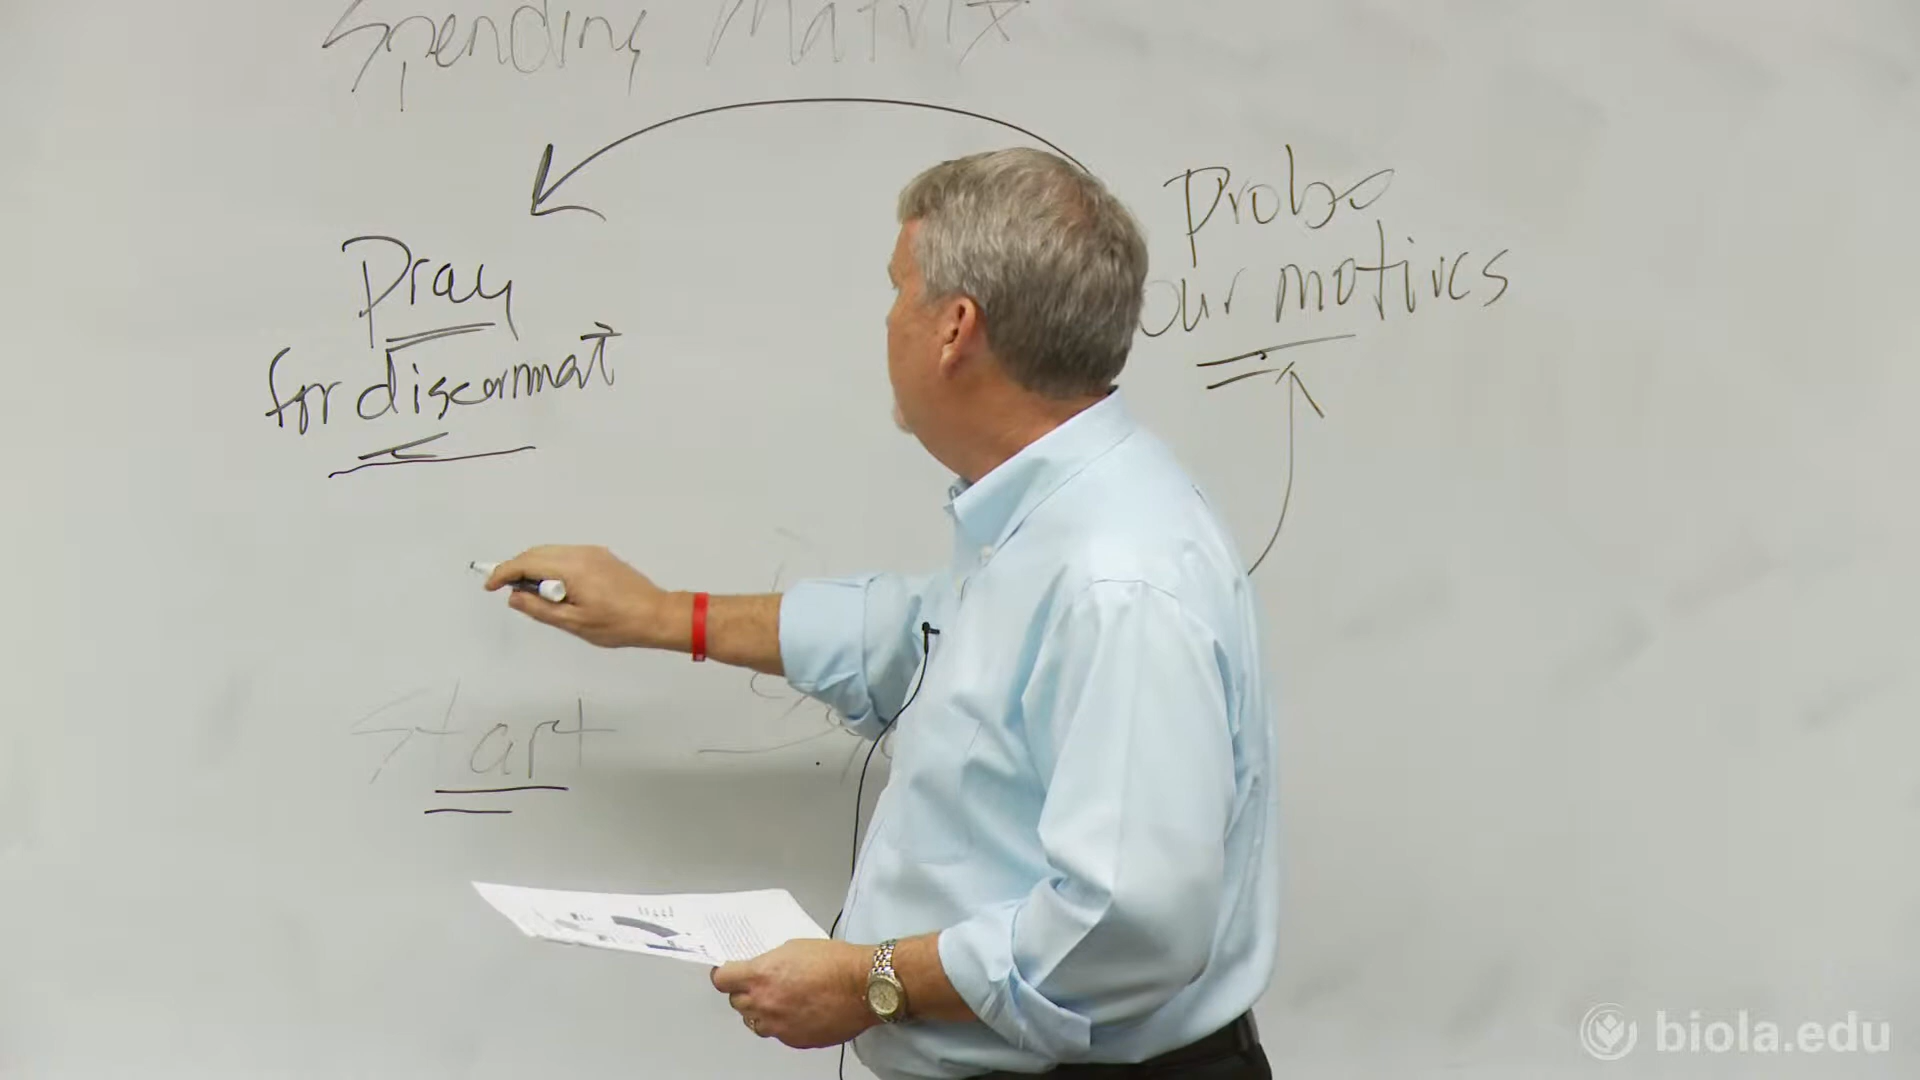 Spending Matrix
Probe
our motives
Pray
for discernment
Start
biola.edu